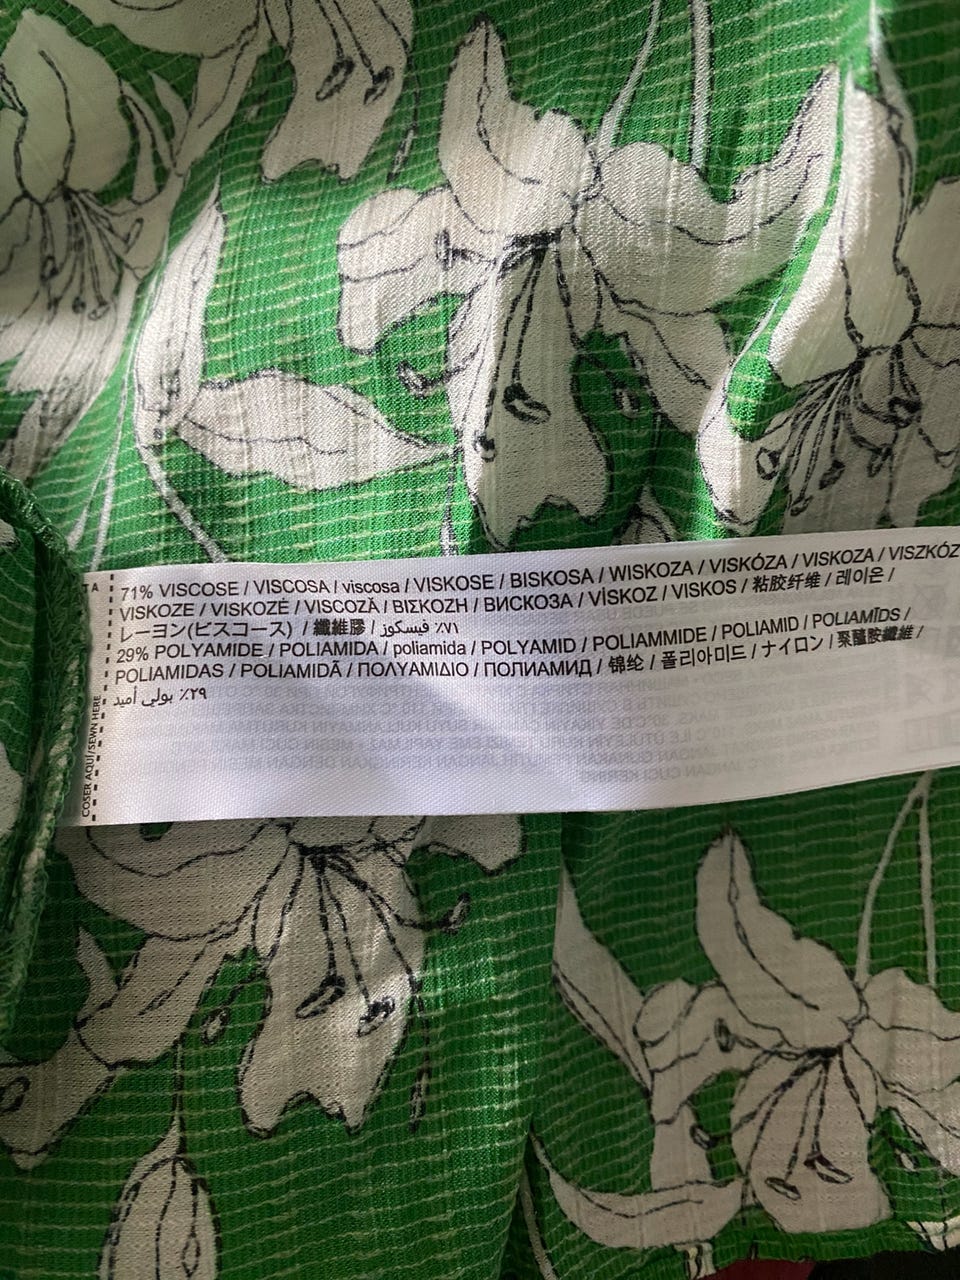 71% VISCOSE / VISCOSA / viscosa / VISKOSE / BISKOSA / WISKOZA / VISKÓZA / VISKOZA / VISZKÓZ
VISKOZE / VISKOZĖ / VISCOZĂ / ΒΙΣΚΟΖΗ / ВИСКОЗА / VİSKOZ / VISKOS / 粘胶纤维 / 레이온 /
レーヨン(ビスコース) / 纖維膠 / ٧١٪ فيسكوز
29% POLYAMIDE / POLIAMIDA / poliamida / POLYAMID / POLIAMMIDE / POLIAMID / POLIAMĪDS /
POLIAMIDAS / POLIAMIDĂ / ΠΟΛΥΑΜΙΔΙΟ / ПОЛИАМИД / 锦纶 / 폴리아미드 / ナイロン / 聚醯胺纖維 /
٢٩٪ بولي أميد
COSER AQUÍ/SEWN HERE
TA